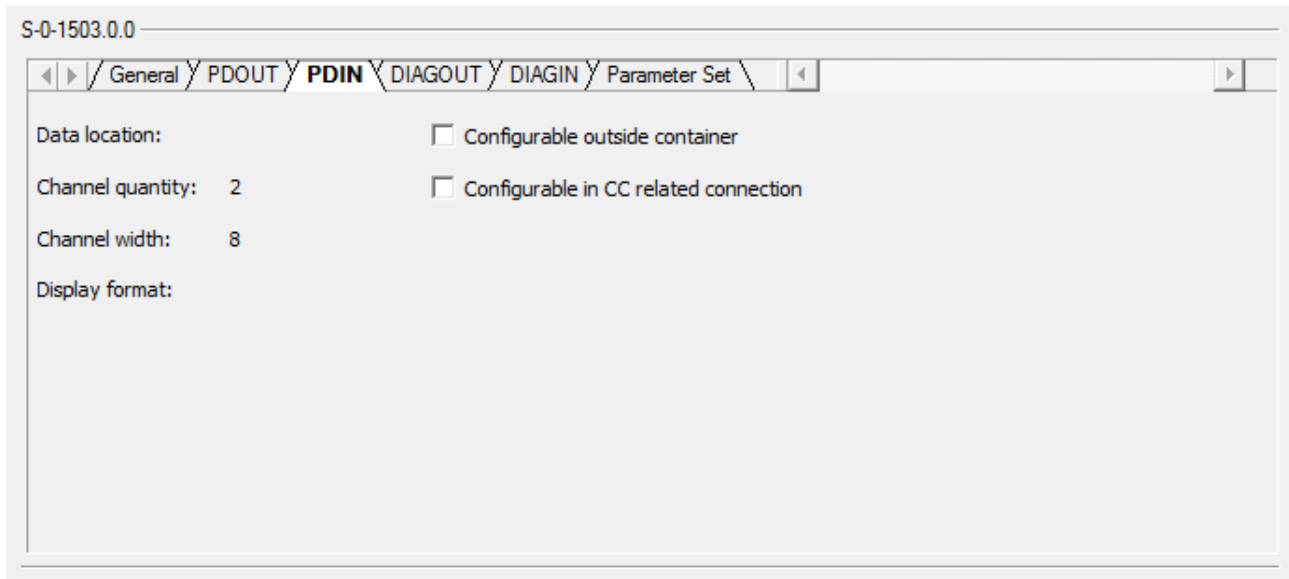 S-0-1503.0.0
General PDOUT PDIN DIAGOUT DIAGIN Parameter Set
Data location: Configurable outside container
Channel quantity: 2 Configurable in CC related connection
Channel width: 8
Display format: